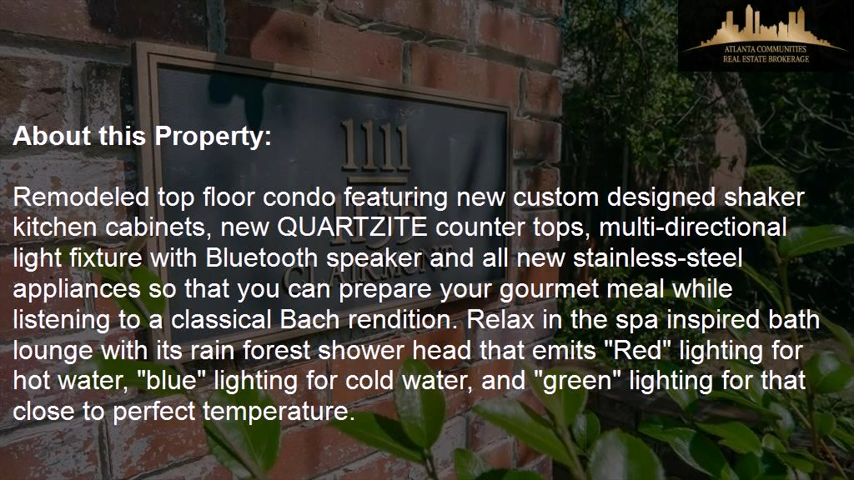 ATLANTA COMMUNITIES
REAL ESTATE BROKERAGE
About this Property:
1111
Remodeled top floor condo featuring new custom designed shaker
kitchen cabinets, new QUARTZITE counter tops, multi-directional
light fixture with Bluetooth speaker and all new stainless-steel
appliances so that you can prepare your gourmet meal while
listening to a classical Bach rendition. Relax in the spa inspired bath
lounge with its rain forest shower head that emits "Red" lighting for
hot water, "blue" lighting for cold water, and "green" lighting for that
close to perfect temperature.
CLAIRMONT